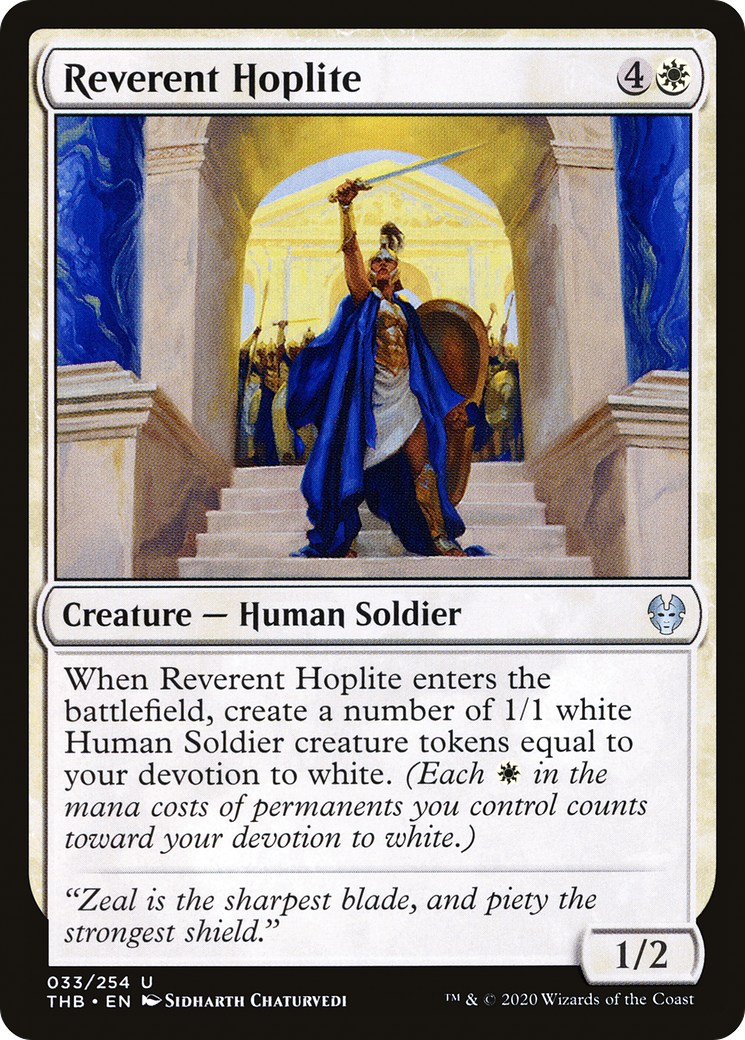 Reverent Hoplite 4
Creature — Human Soldier
When Reverent Hoplite enters the
battlefield, create a number of 1/1 white
Human Soldier creature tokens equal to
your devotion to white. (Each in the
mana costs of permanents you control counts
toward your devotion to white.)
“Zeal is the sharpest blade, and piety the
strongest shield.”
1/2
033/254 U
THB • EN Sidharth Chaturvedi ™ & © 2020 Wizards of the Coast